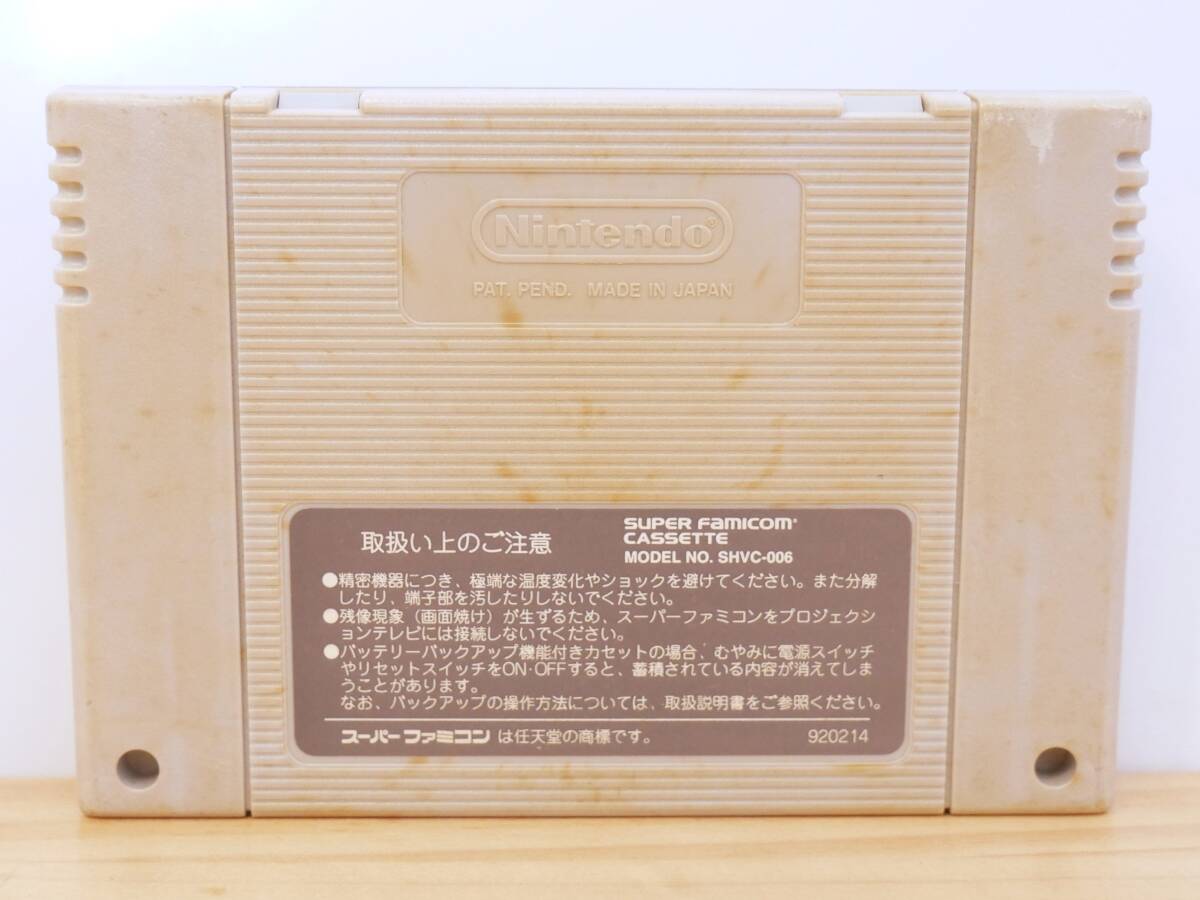 Nintendo®
PAT. PEND. MADE IN JAPAN
取扱い上のご注意
SUPER FAMICOM®
CASSETTE
MODEL NO. SHVC-006
●精密機器につき、極端な温度変化やショックを避けてください。また分解
したり、端子部を汚したりしないでください。
●残像現象（画面焼け）が生ずるため、スーパーファミコンをプロジェクシ
ョンテレビには接続しないでください。
●バッテリーバックアップ機能付きカセットの場合、むやみに電源スイッチ
やリセットスイッチをON・OFFすると、蓄積されている内容が消えてしま
うことがあります。
なお、バックアップの操作方法については、取扱説明書をご参照ください。
スーパーファミコン は任天堂の商標です。
920214